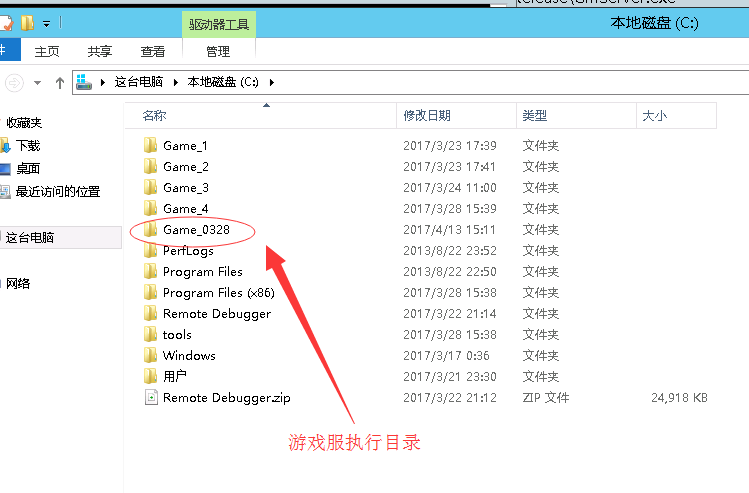 elease\GmServer.exe
驱动器工具
本地磁盘 (C:)
件
主页
共享
查看
管理
这台电脑
本地磁盘 (C:)
名称
修改日期
类型
大小
收藏夹
下载
桌面
最近访问的位置
这台电脑
网络
Game_1 2017/3/23 17:39 文件夹
Game_2 2017/3/23 17:41 文件夹
Game_3 2017/3/24 11:00 文件夹
Game_4 2017/3/28 15:39 文件夹
Game_0328 2017/4/13 15:11 文件夹
PerfLogs 2013/8/22 23:52 文件夹
Program Files 2013/8/22 22:50 文件夹
Program Files (x86) 2017/3/28 15:38 文件夹
Remote Debugger 2017/3/22 21:14 文件夹
tools 2017/3/28 15:38 文件夹
Windows 2017/3/17 0:36 文件夹
用户 2017/3/21 23:30 文件夹
Remote Debugger.zip 2017/3/22 21:12 ZIP 文件 24,918 KB
游戏服执行目录